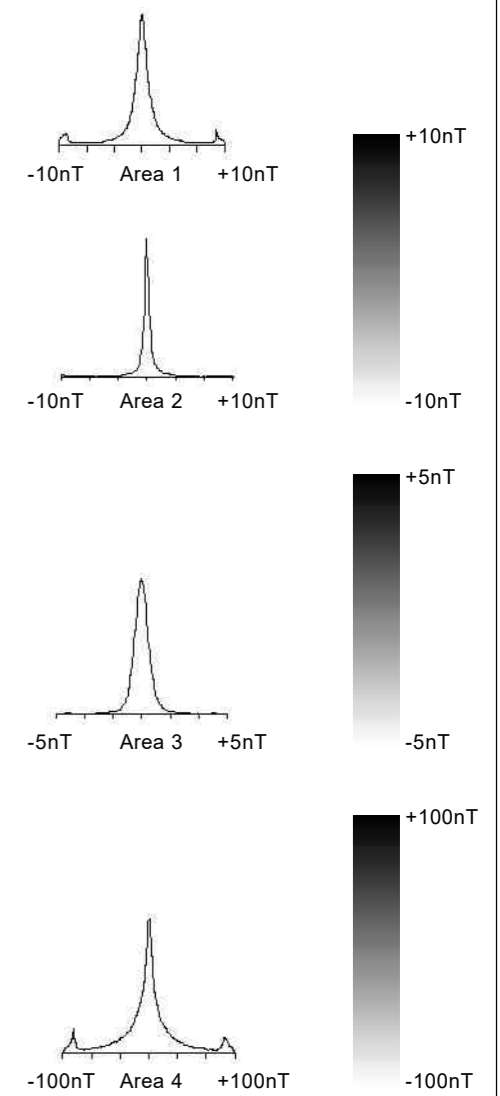 +10nT
-10nT Area 1 +10nT
-10nT Area 2 +10nT
-10nT
+5nT
-5nT Area 3 +5nT
-5nT
+100nT
-100nT Area 4 +100nT
-100nT